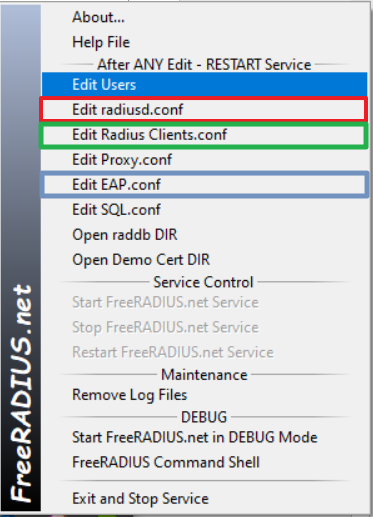 About...
Help File
After ANY Edit - RESTART Service
Edit Users
Edit radiusd.conf
Edit Radius Clients.conf
Edit Proxy.conf
Edit EAP.conf
Edit SQL.conf
Open raddb DIR
Open Demo Cert DIR
Service Control
Start FreeRADIUS.net Service
Stop FreeRADIUS.net Service
Restart FreeRADIUS.net Service
Maintenance
Remove Log Files
DEBUG
Start FreeRADIUS.net in DEBUG Mode
FreeRADIUS Command Shell
Exit and Stop Service
FreeRADIUS.net